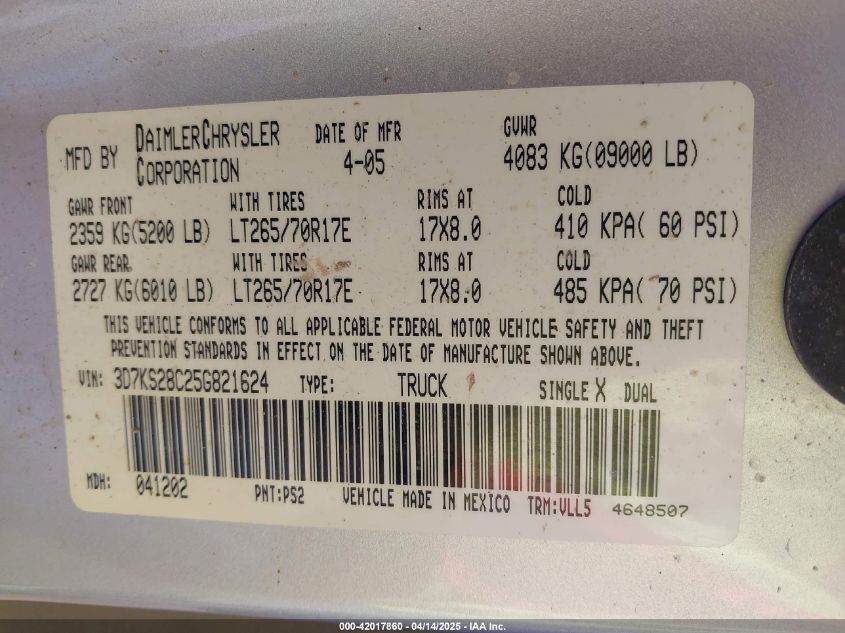 MFD BY DAIMLERCHRYSLER CORPORATION DATE OF MFR 4-05 GVWR 4083 KG(09000 LB)
GAWR FRONT WITH TIRES RIMS AT COLD
2359 KG(5200 LB) LT265/70R17E 17X8.0 410 KPA( 60 PSI)
GAWR REAR WITH TIRES RIMS AT COLD
2727 KG(6010 LB) LT265/70R17E 17X8.0 485 KPA( 70 PSI)
THIS VEHICLE CONFORMS TO ALL APPLICABLE FEDERAL MOTOR VEHICLE SAFETY AND THEFT
PREVENTION STANDARDS IN EFFECT ON THE DATE OF MANUFACTURE SHOWN ABOVE.
VIN: 3D7KS28C25G821624 TYPE: TRUCK SINGLE X DUAL
MDH: 041202 PNT:PS2 VEHICLE MADE IN MEXICO TRM:VLL5 4648507
000-42017860 - 04/14/2025 - IAA Inc.